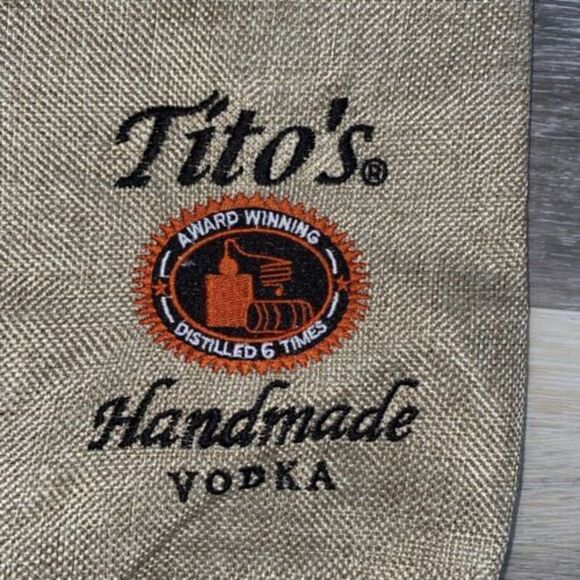 Tito's®
AWARD WINNING
DISTILLED 6 TIMES
Handmade
VODKA